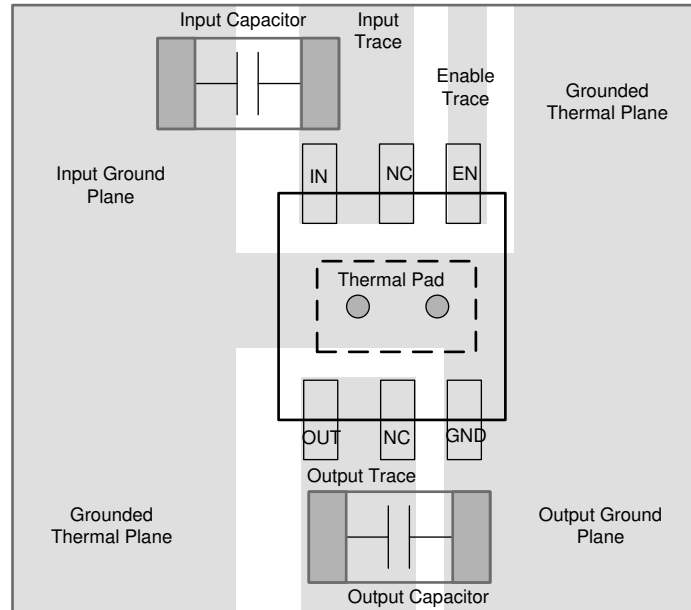 Input Capacitor
Input
Trace
Enable
Trace
Grounded
Thermal Plane
Input Ground
Plane
IN
NC
EN
Thermal Pad
OUT
NC
GND
Output Trace
Grounded
Thermal Plane
Output Ground
Plane
Output Capacitor